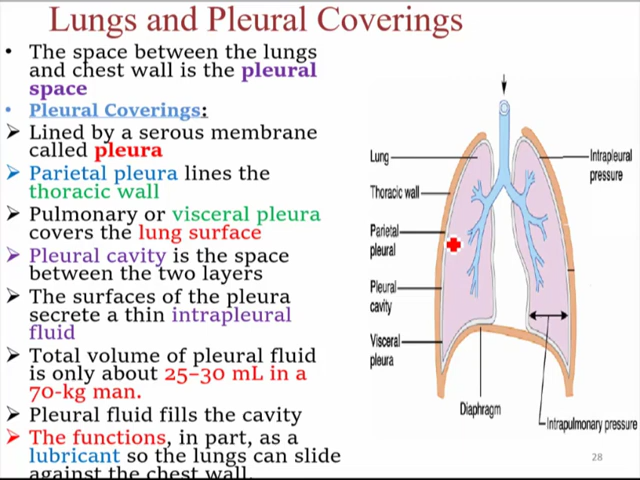 Lungs and Pleural Coverings
• The space between the lungs
and chest wall is the pleural
space
• Pleural Coverings:
➢ Lined by a serous membrane
called pleura
➢ Parietal pleura lines the
thoracic wall
➢ Pulmonary or visceral pleura
covers the lung surface
➢ Pleural cavity is the space
between the two layers
➢ The surfaces of the pleura
secrete a thin intrapleural
fluid
➢ Total volume of pleural fluid
is only about 25–30 mL in a
70-kg man.
➢ Pleural fluid fills the cavity
➢ The functions, in part, as a
lubricant so the lungs can slide
against the chest wall.
Lung
Thoracic wall
Parietal
pleural
Pleural
cavity
Visceral
pleura
Diaphragm
Intrapleural
pressure
Intrapulmonary pressure
28